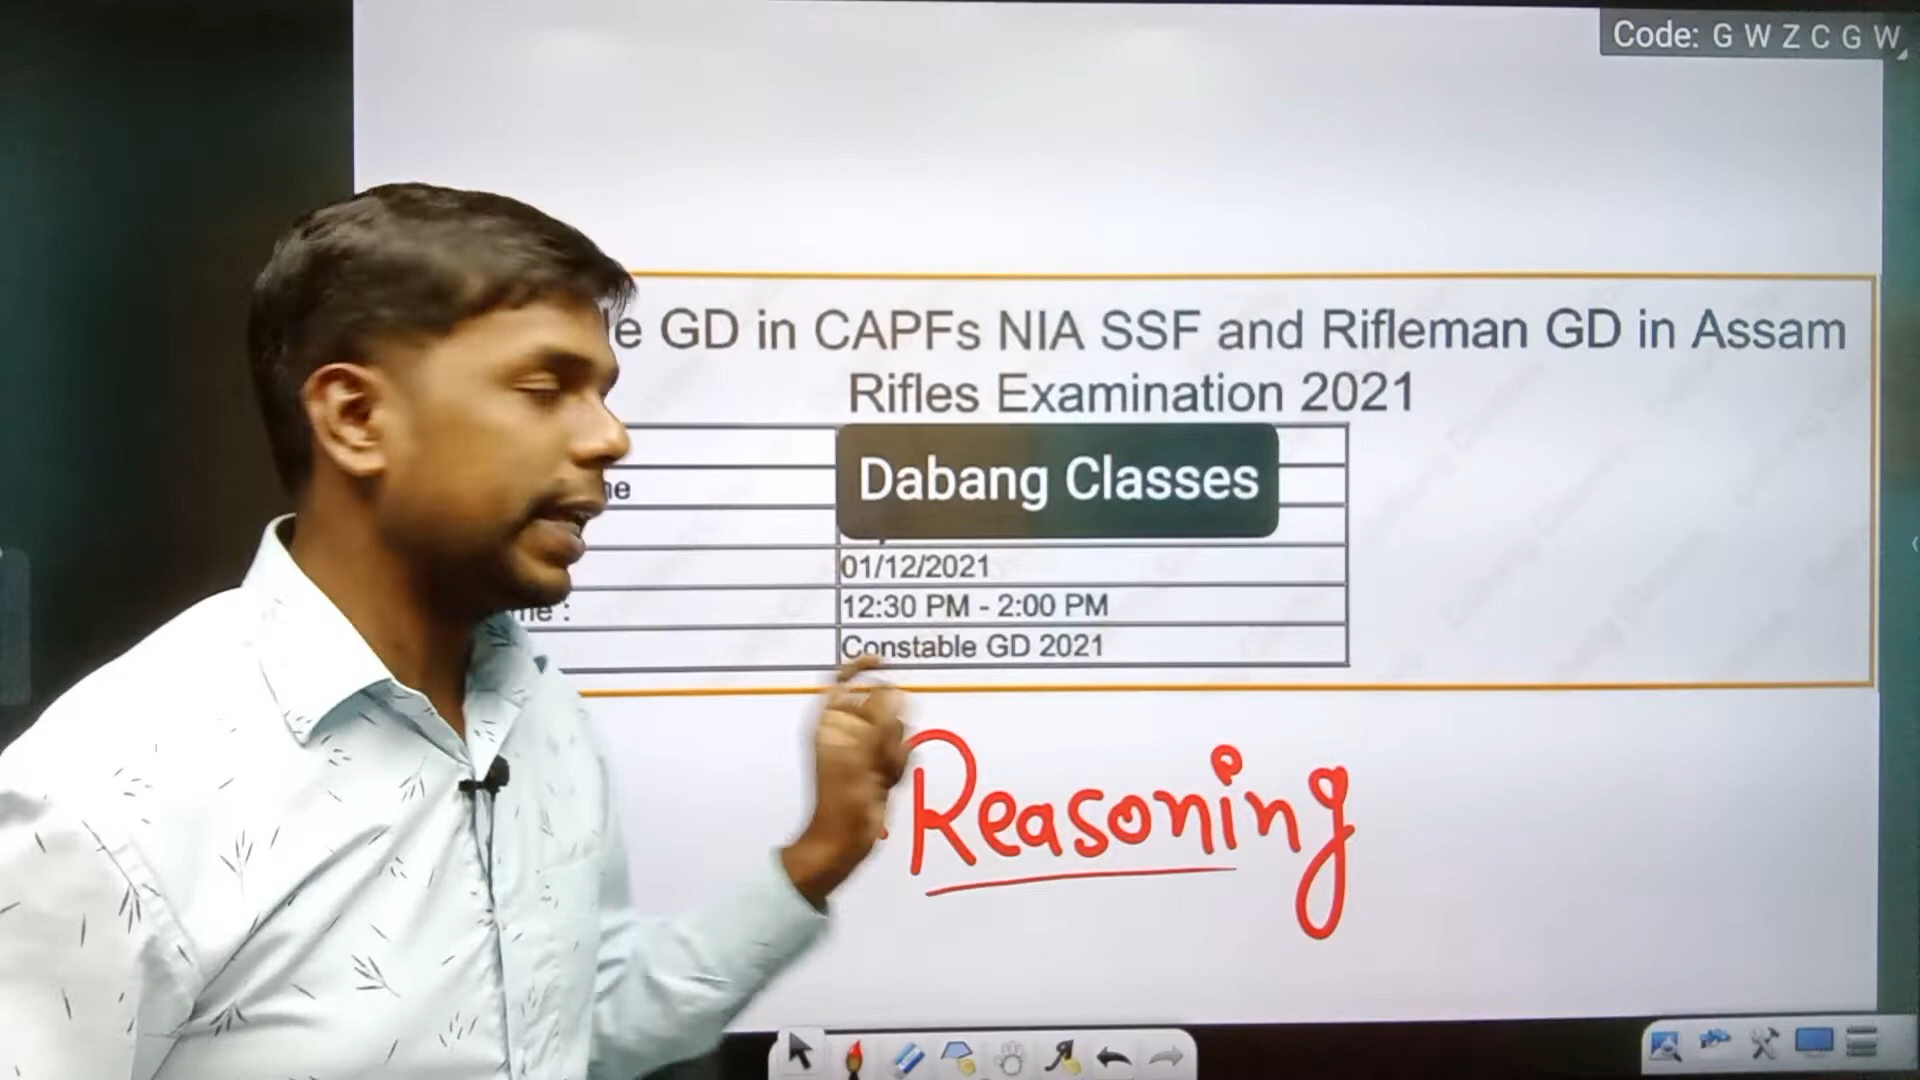 Code: G W Z C G W
e GD in CAPFs NIA SSF and Rifleman GD in Assam
Rifles Examination 2021
Dabang Classes
01/12/2021
12:30 PM - 2:00 PM
Constable GD 2021
Reasoning